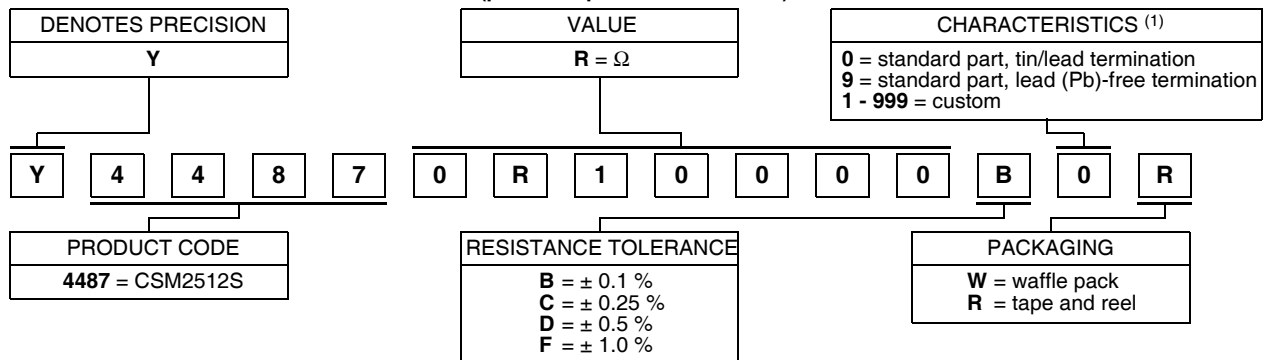 DENOTES PRECISION
Y
VALUE
R = Ω
CHARACTERISTICS (1)
0 = standard part, tin/lead termination
9 = standard part, lead (Pb)-free termination
1 - 999 = custom
Y 4 4 8 7 0 R 1 0 0 0 0 B 0 R
PRODUCT CODE
4487 = CSM2512S
RESISTANCE TOLERANCE
B = ± 0.1 %
C = ± 0.25 %
D = ± 0.5 %
F = ± 1.0 %
PACKAGING
W = waffle pack
R = tape and reel